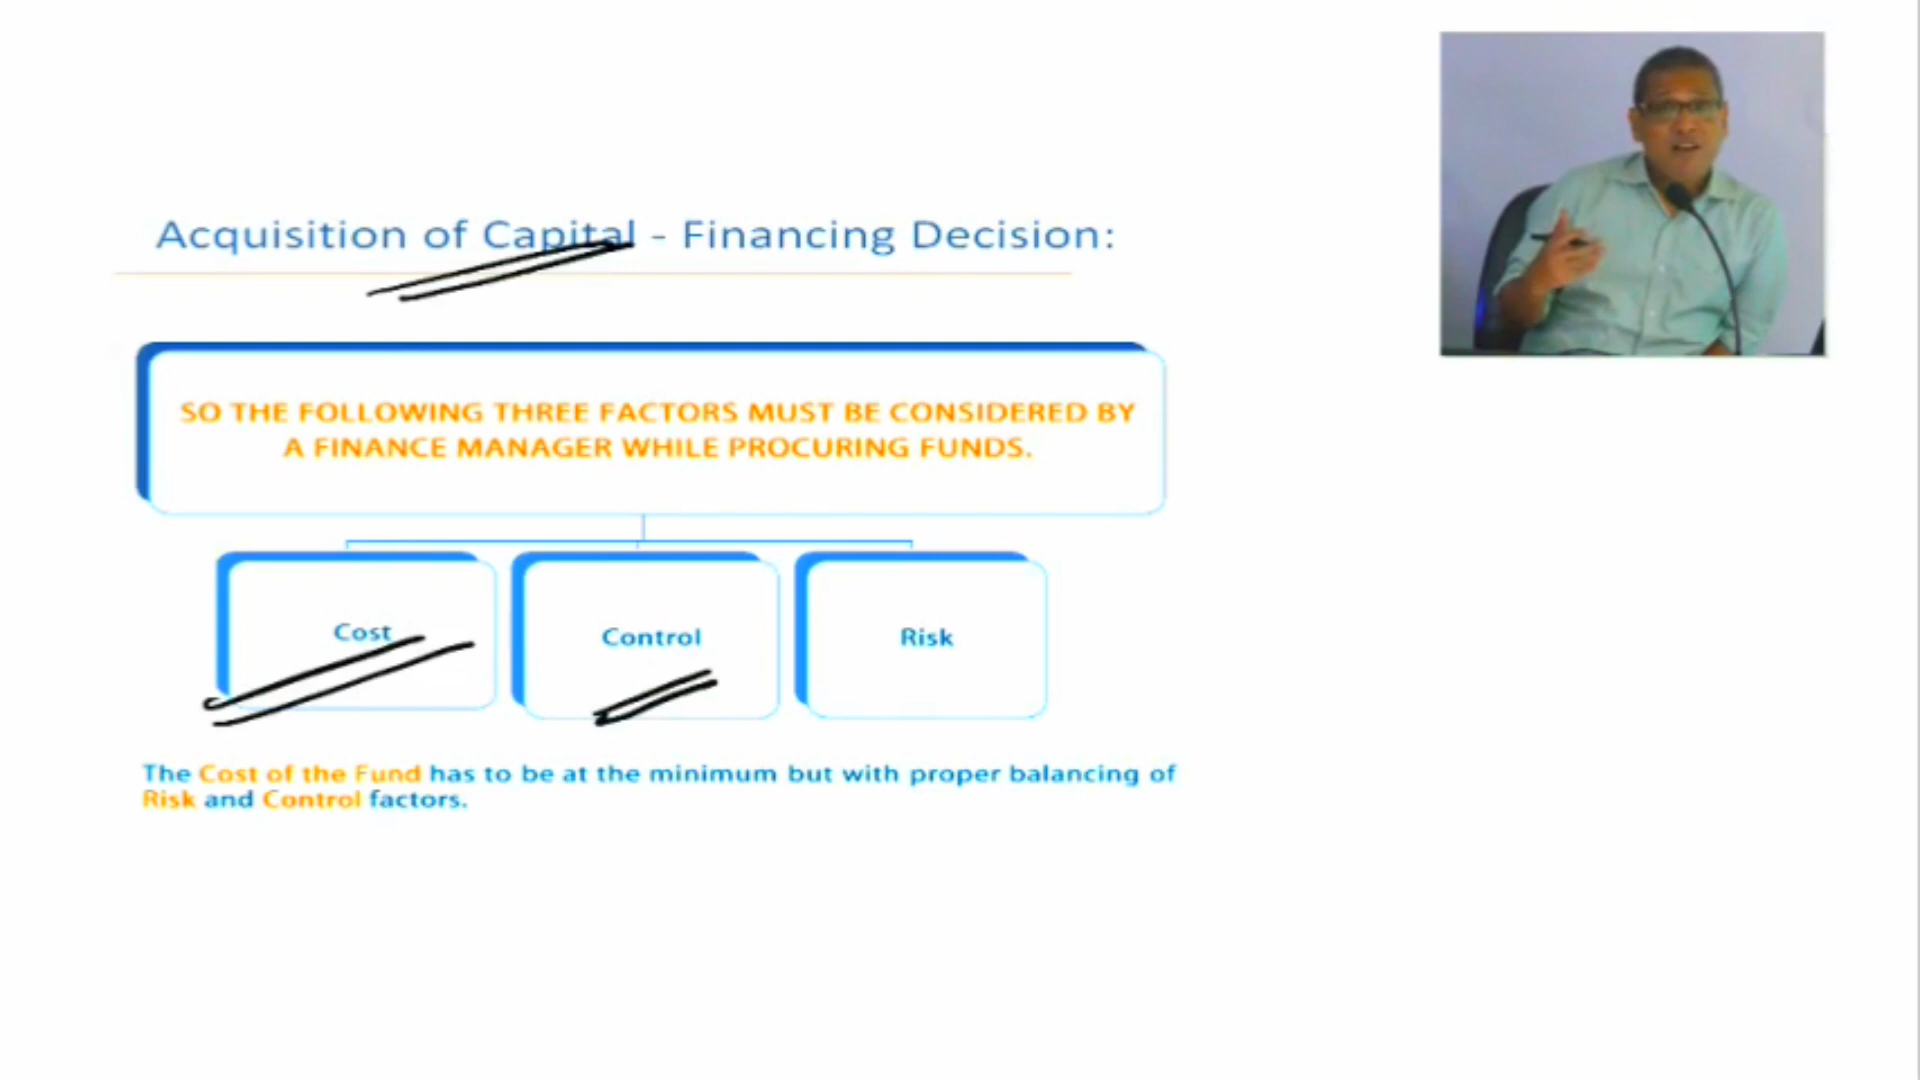 Acquisition of Capital - Financing Decision:
SO THE FOLLOWING THREE FACTORS MUST BE CONSIDERED BY
A FINANCE MANAGER WHILE PROCURING FUNDS.
Cost
Control
Risk
The Cost of the Fund has to be at the minimum but with proper balancing of
Risk and Control factors.